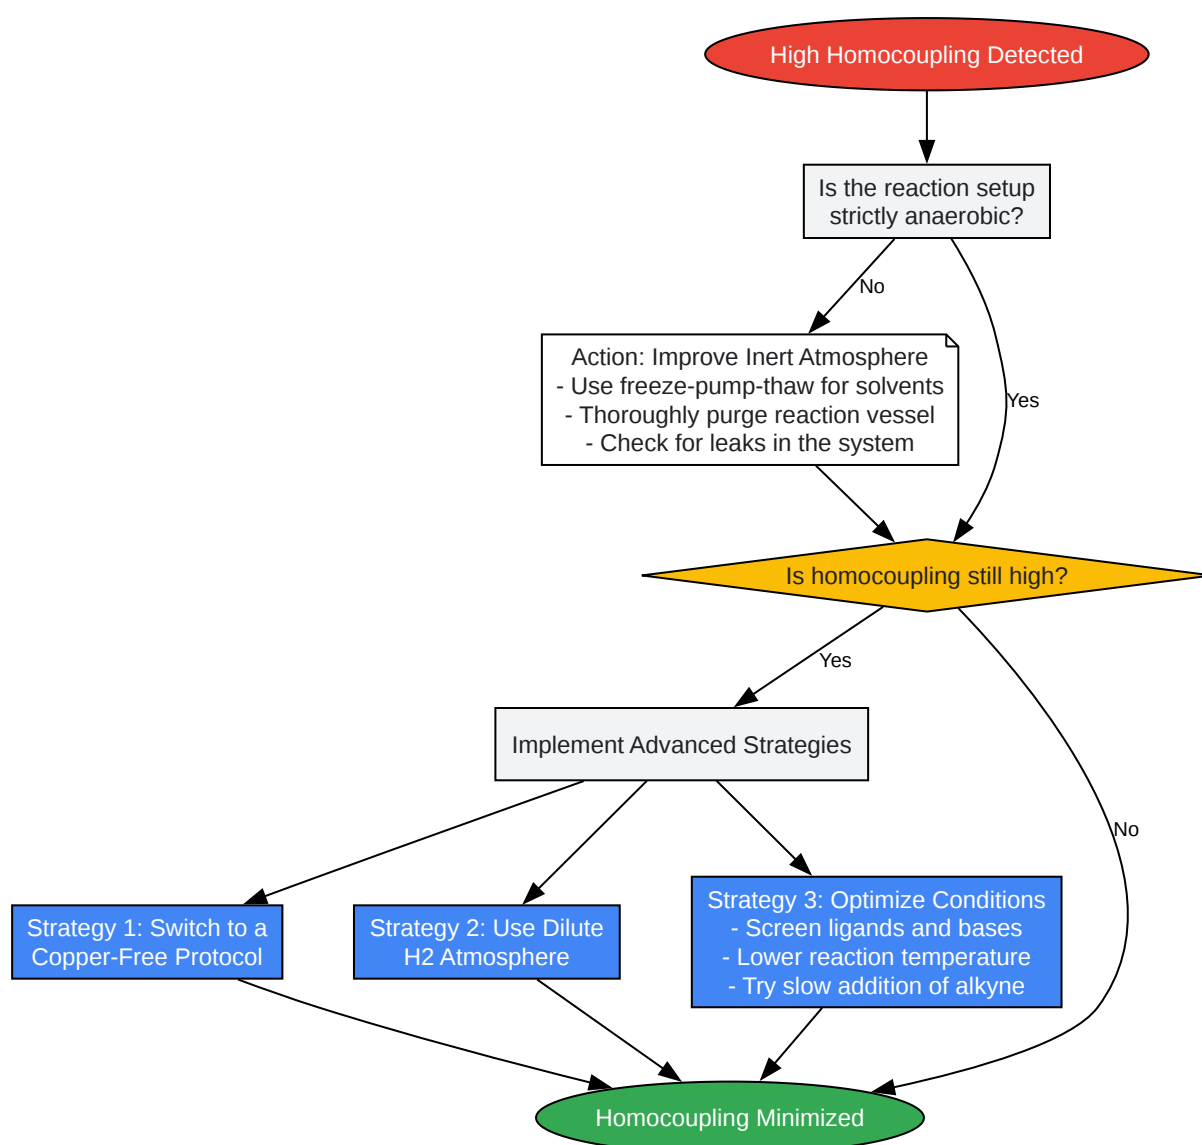 High Homocoupling Detected
Is the reaction setup
strictly anaerobic?
No
Action: Improve Inert Atmosphere
- Use freeze-pump-thaw for solvents
- Thoroughly purge reaction vessel
- Check for leaks in the system
Yes
Is homocoupling still high?
Yes
Implement Advanced Strategies
No
Strategy 1: Switch to a
Copper-Free Protocol
Strategy 2: Use Dilute
H2 Atmosphere
Strategy 3: Optimize Conditions
- Screen ligands and bases
- Lower reaction temperature
- Try slow addition of alkyne
Homocoupling Minimized